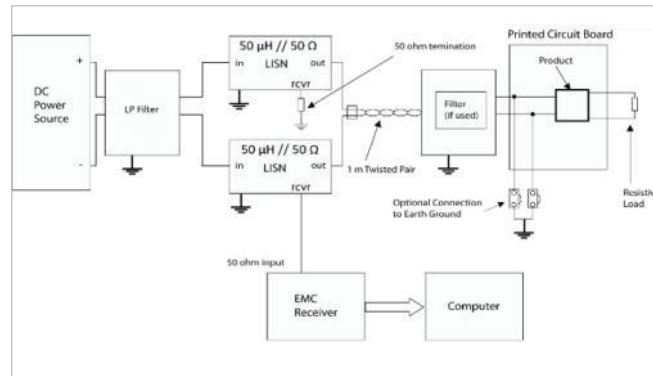 Printed Circuit Board
50 µH // 50 Ω
in
out
LISN
rcvr
50 ohm temination
Product
+
DC
Power
Source
-
LP Filter
Filter
(If used)
50 µH // 50 Ω
in
out
LISN
rcvr
1 m Twisted Pair
Optional Connection
to Earth Ground
Resistiv
Load
50 ohm input
EMC
Receiver
Computer